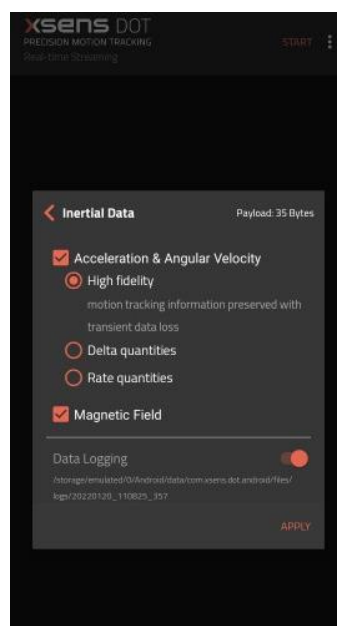 xsens DOT
PRECISION MOTION TRACKING
START
Real-time Streaming
Inertial Data
Payload: 35 Bytes
Acceleration & Angular Velocity
High fidelity
motion tracking information preserved with
transient data loss
Delta quantities
Rate quantities
Magnetic Field
Data Logging
/storage/emulated/0/Android/data/com.xsens.dot.android/files/
logs/20220120_110825_357
APPLY